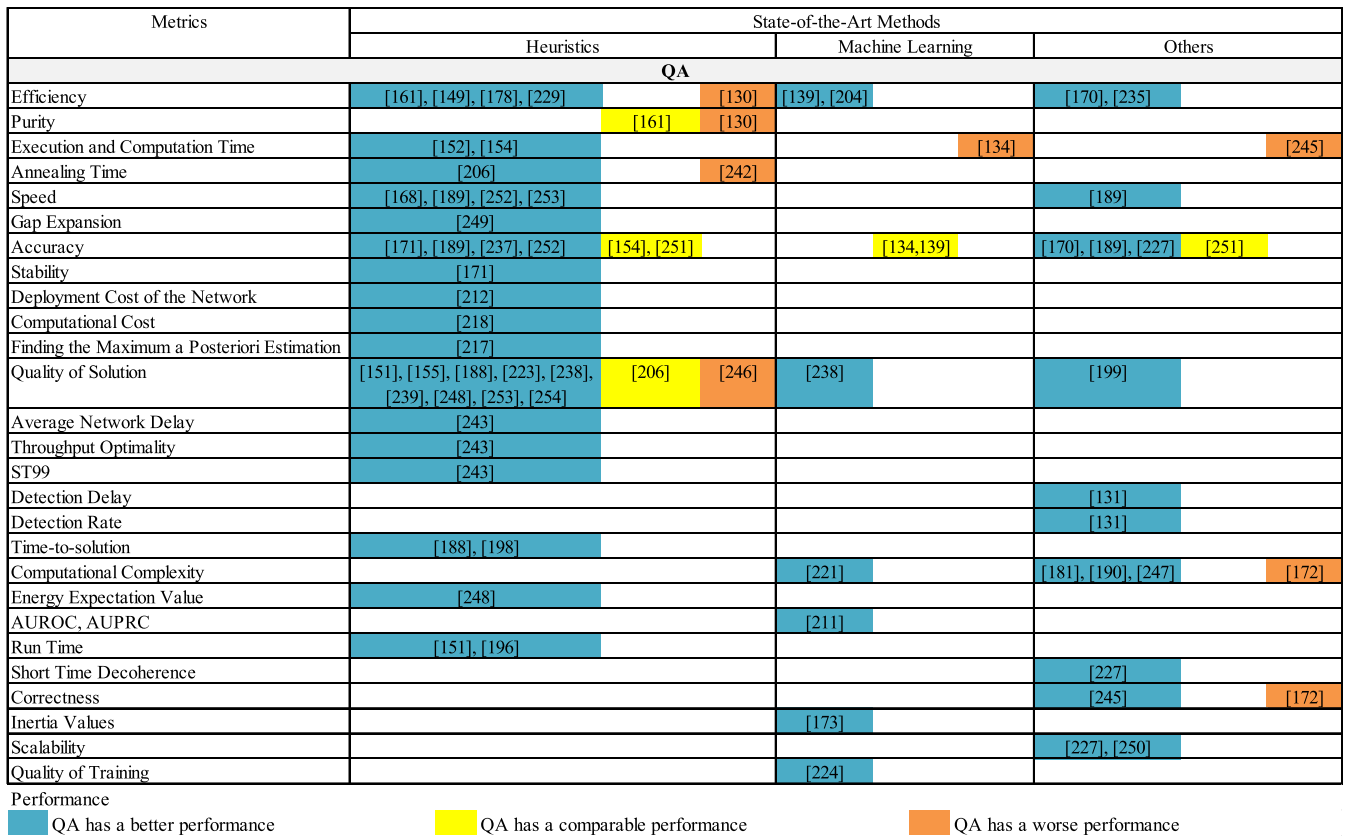 Metrics State-of-the-Art Methods
Heuristics Machine Learning Others
QA
Efficiency [161], [149], [178], [229] [130] [139], [204] [170], [235]
Purity [161] [130]
Execution and Computation Time [152], [154] [134] [245]
Annealing Time [206] [242]
Speed [168], [189], [252], [253] [189]
Gap Expansion [249]
Accuracy [171], [189], [237], [252] [154], [251] [134,139] [170], [189], [227] [251]
Stability [171]
Deployment Cost of the Network [212]
Computational Cost [218]
Finding the Maximum a Posteriori Estimation [217]
Quality of Solution [151], [155], [188], [223], [238], [206] [246] [238] [199]
[239], [248], [253], [254]
Average Network Delay [243]
Throughput Optimality [243]
ST99 [243]
Detection Delay [131]
Detection Rate [131]
Time-to-solution [188], [198]
Computational Complexity [221] [181], [190], [247] [172]
Energy Expectation Value [248]
AUROC, AUPRC [211]
Run Time [151], [196]
Short Time Decoherence [227]
Correctness [245] [172]
Inertia Values [173]
Scalability [227], [250]
Quality of Training [224]
Performance
QA has a better performance QA has a comparable performance QA has a worse performance